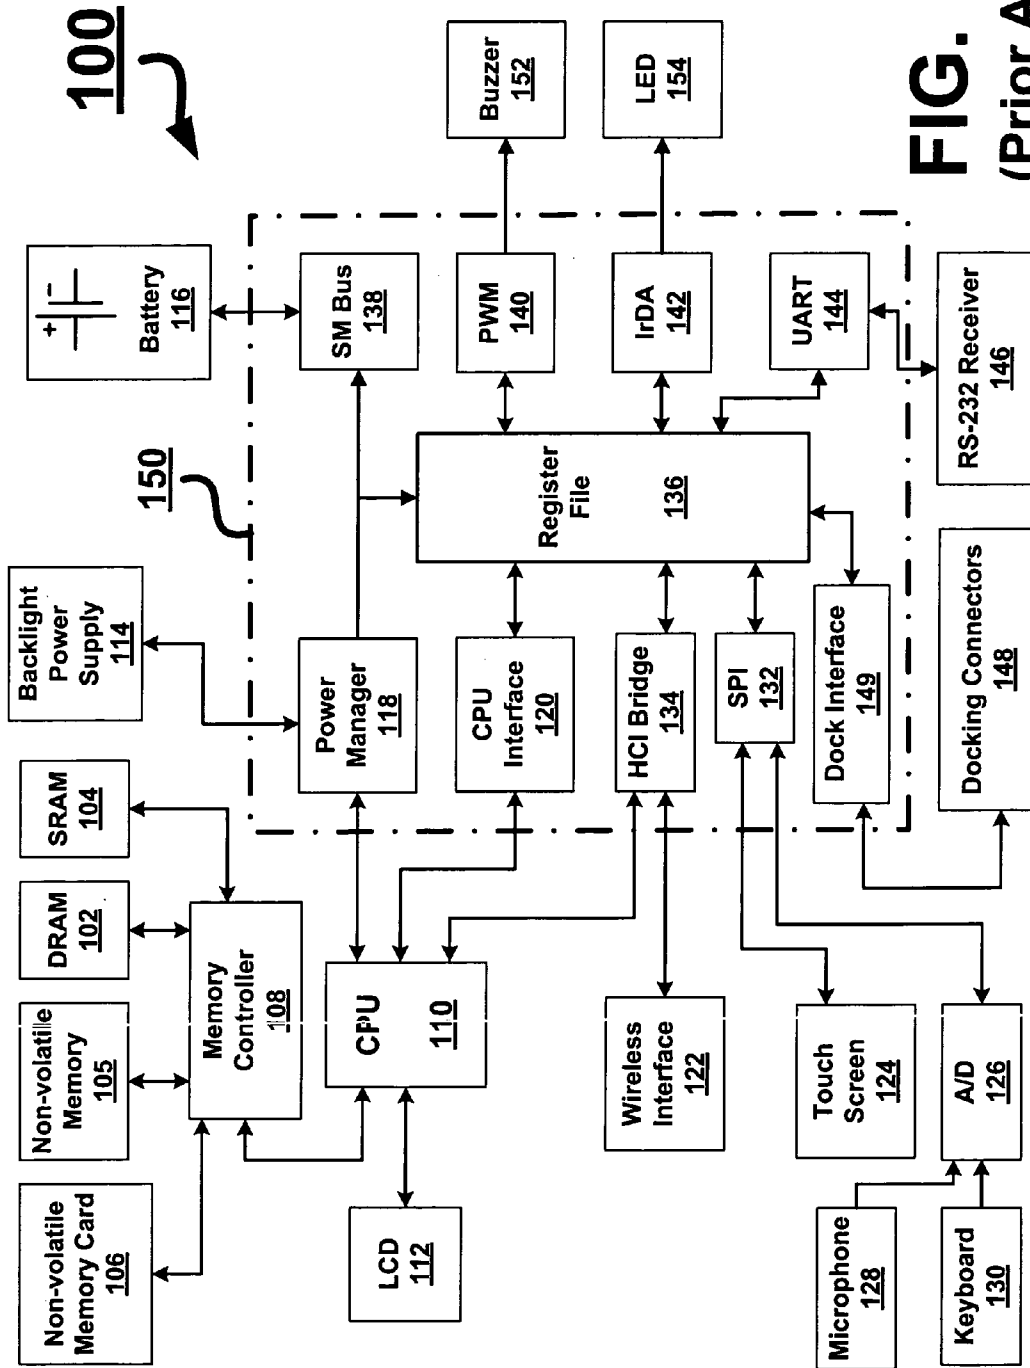 Non-volatile
Memory Card
106
Non-volatile
Memory
105
DRAM
102
SRAM
104
Backlight
Power
Supply
114
+ −
Battery
116
100
150
Memory
Controller
108
LCD
112
CPU
110
Power
Manager
118
SM Bus
138
CPU
Interface
120
Register
File
136
PWM
140
Buzzer
152
Wireless
Interface
122
HCI Bridge
134
IrDA
142
LED
154
Touch
Screen
124
SPI
132
UART
144
Microphone
128
Keyboard
130
A/D
126
Dock Interface
149
Docking Connectors
148
RS-232 Receiver
146
FIG.
(Prior A